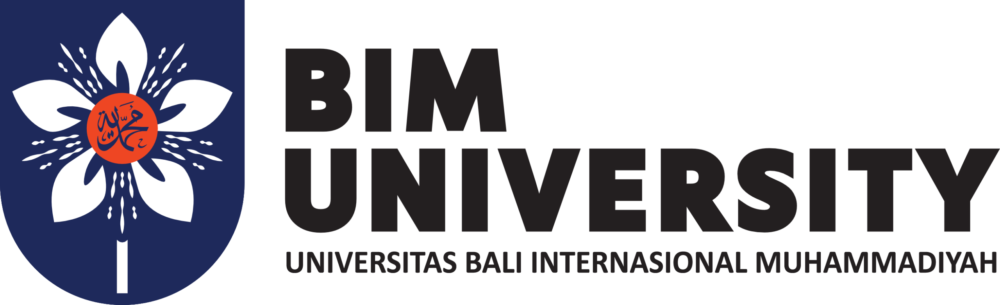 محمدية
BIM
UNIVERSITY
UNIVERSITAS BALI INTERNASIONAL MUHAMMADIYAH